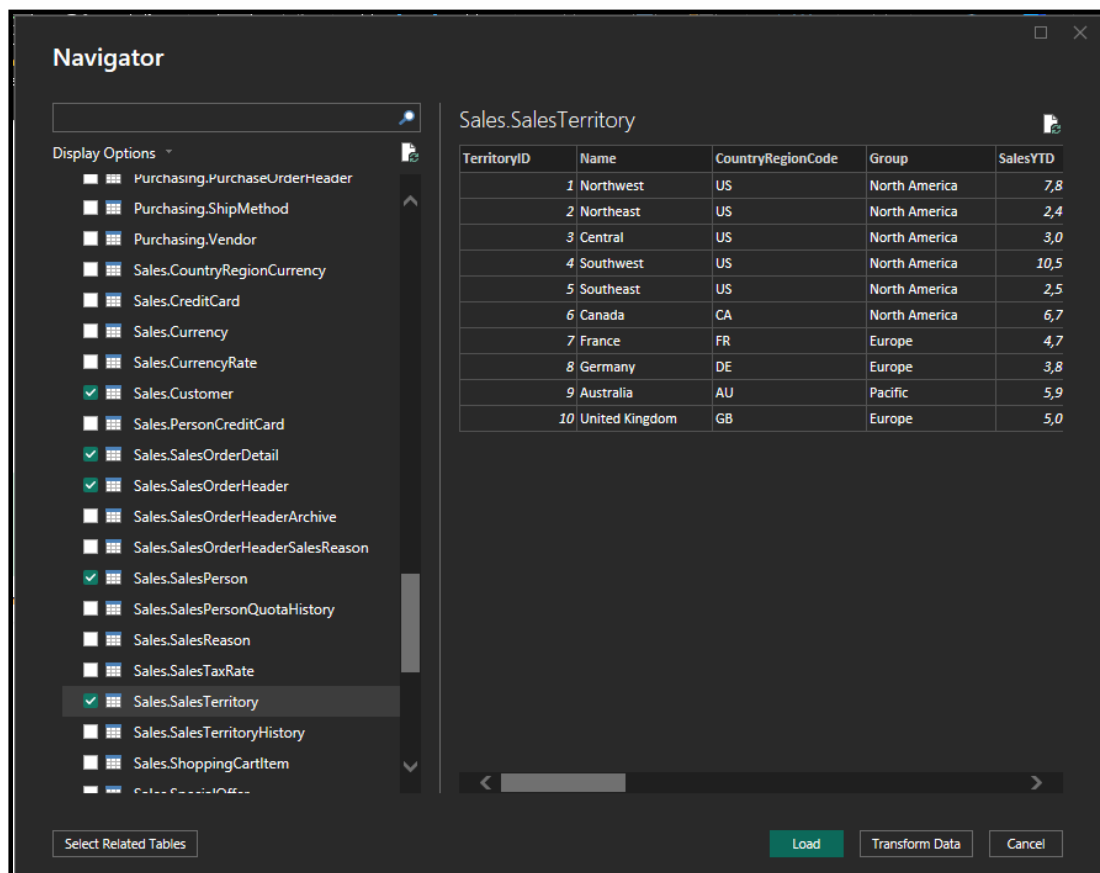 Navigator
Display Options
Purchasing.PurchaseOrderHeader
Purchasing.ShipMethod
Purchasing.Vendor
Sales.CountryRegionCurrency
Sales.CreditCard
Sales.Currency
Sales.CurrencyRate
Sales.Customer
Sales.PersonCreditCard
Sales.SalesOrderDetail
Sales.SalesOrderHeader
Sales.SalesOrderHeaderArchive
Sales.SalesOrderHeaderSalesReason
Sales.SalesPerson
Sales.SalesPersonQuotaHistory
Sales.SalesReason
Sales.SalesTaxRate
Sales.SalesTerritory
Sales.SalesTerritoryHistory
Sales.ShoppingCartItem
Sales.SpecialOffer
Select Related Tables
Sales.SalesTerritory
TerritoryID Name CountryRegionCode Group SalesYTD
1 Northwest US North America 7,8
2 Northeast US North America 2,4
3 Central US North America 3,0
4 Southwest US North America 10,5
5 Southeast US North America 2,5
6 Canada CA North America 6,7
7 France FR Europe 4,7
8 Germany DE Europe 3,8
9 Australia AU Pacific 5,9
10 United Kingdom GB Europe 5,0
Load Transform Data Cancel